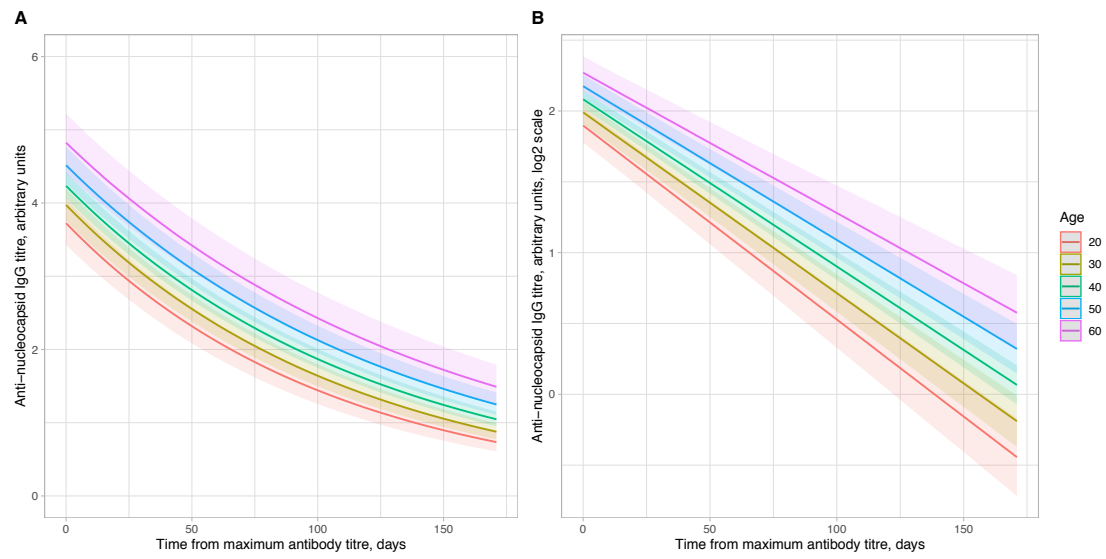 A
B
Anti−nucleocapsid IgG titre, arbitrary units
6
4
2
0
0
50
100
150
Time from maximum antibody titre, days
Anti−nucleocapsid IgG titre, arbitrary units, log2 scale
2
1
0
0
50
100
150
Time from maximum antibody titre, days
Age
20
30
40
50
60